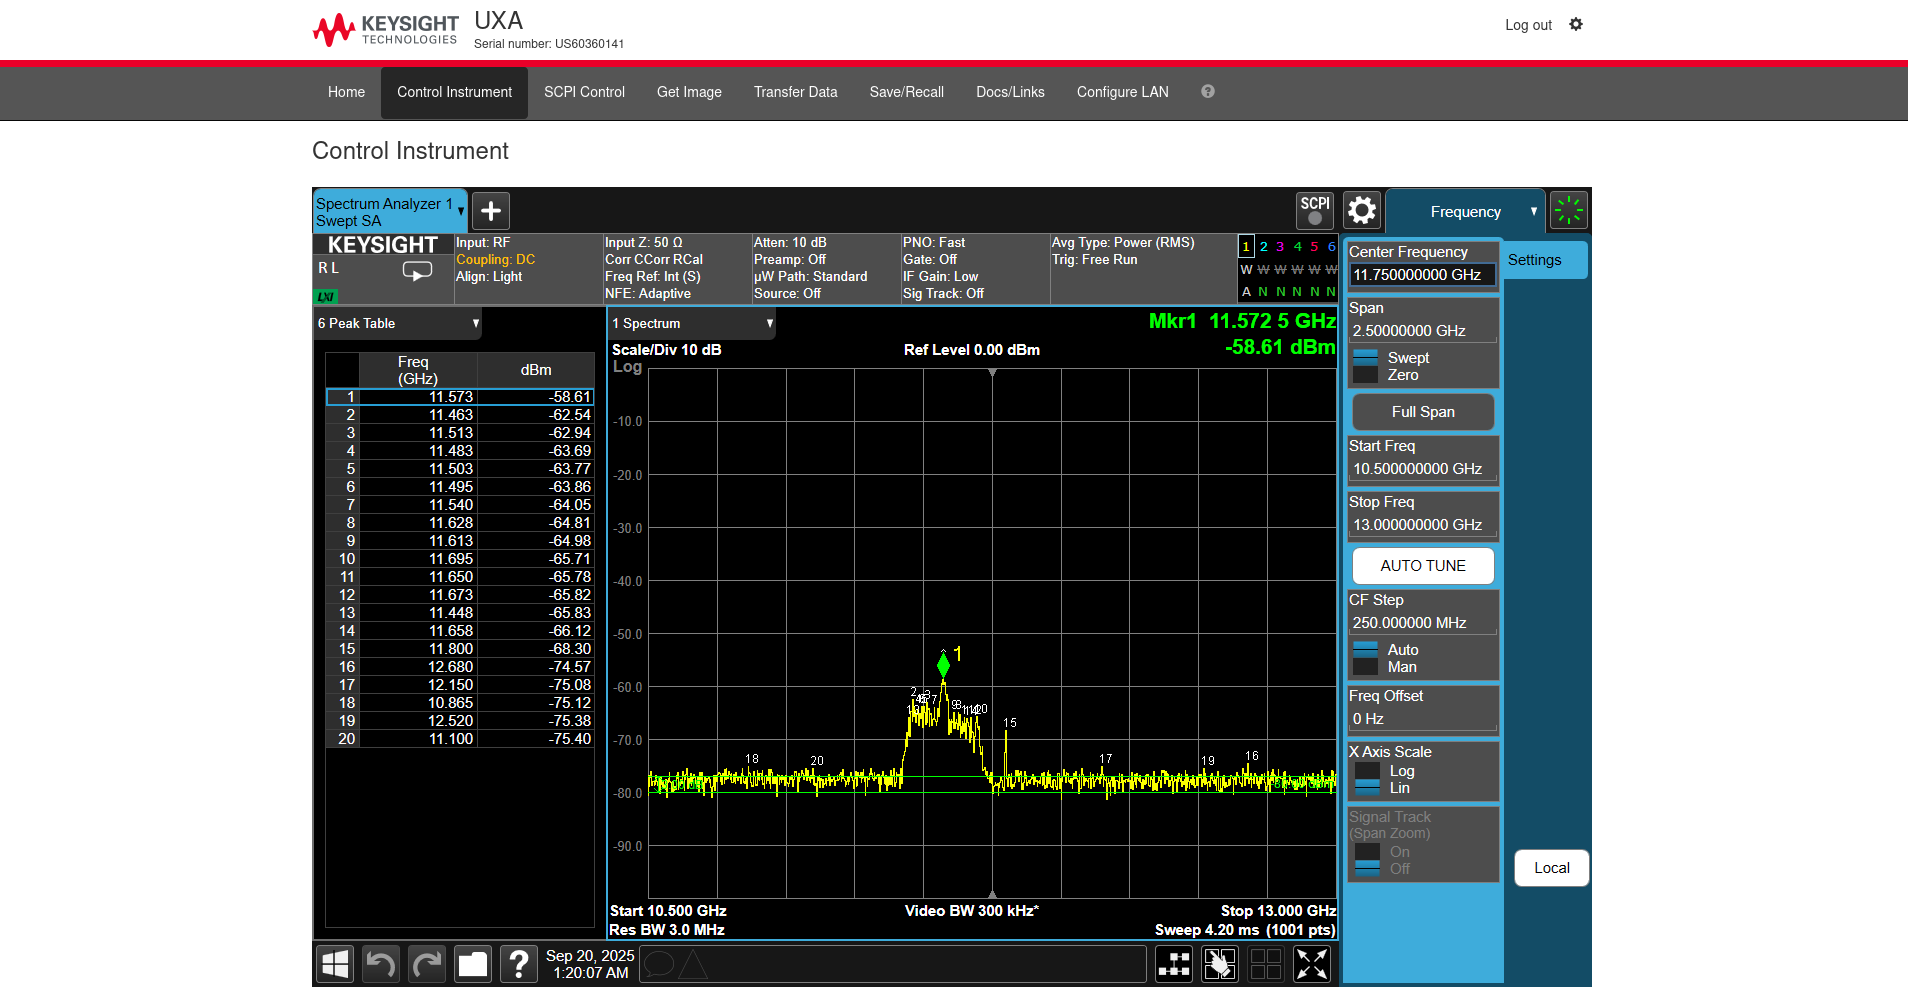 KEYSIGHT
TECHNOLOGIES
UXA
Serial number: US60360141
Log out
Home
Control Instrument
SCPI Control
Get Image
Transfer Data
Save/Recall
Docs/Links
Configure LAN
?
Control Instrument
Spectrum Analyzer 1
Swept SA
SCPI
Frequency
KEYSIGHT
R L
LXI
Input: RF
Coupling: DC
Align: Light
Input Z: 50 Ω
Corr CCorr RCal
Freq Ref: Int (S)
NFE: Adaptive
Atten: 10 dB
Preamp: Off
µW Path: Standard
Source: Off
PNO: Fast
Gate: Off
IF Gain: Low
Sig Track: Off
Avg Type: Power (RMS)
Trig: Free Run
1 2 3 4 5 6
W W W W W W
A N N N N N
6 Peak Table
Freq
(GHz)
dBm
1 11.573 -58.61
2 11.463 -62.54
3 11.513 -62.94
4 11.483 -63.69
5 11.503 -63.77
6 11.495 -63.86
7 11.540 -64.05
8 11.628 -64.81
9 11.613 -64.98
10 11.695 -65.71
11 11.650 -65.78
12 11.673 -65.82
13 11.448 -65.83
14 11.658 -66.12
15 11.800 -68.30
16 12.680 -74.57
17 12.150 -75.08
18 10.865 -75.12
19 12.520 -75.38
20 11.100 -75.40
1 Spectrum
Mkr1 11.572 5 GHz
-58.61 dBm
Scale/Div 10 dB
Ref Level 0.00 dBm
Log
-10.0
-20.0
-30.0
-40.0
-50.0
-60.0
-70.0
-80.0
-90.0
1
2
3
7
15
18
20
17
19
16
Start 10.500 GHz
Video BW 300 kHz*
Stop 13.000 GHz
Res BW 3.0 MHz
Sweep 4.20 ms (1001 pts)
Center Frequency
11.750000000 GHz
Settings
Span
2.50000000 GHz
Swept
Zero
Full Span
Start Freq
10.500000000 GHz
Stop Freq
13.000000000 GHz
AUTO TUNE
CF Step
250.000000 MHz
Auto
Man
Freq Offset
0 Hz
X Axis Scale
Log
Lin
Signal Track
(Span Zoom)
On
Off
Local
?
Sep 20, 2025
1:20:07 AM